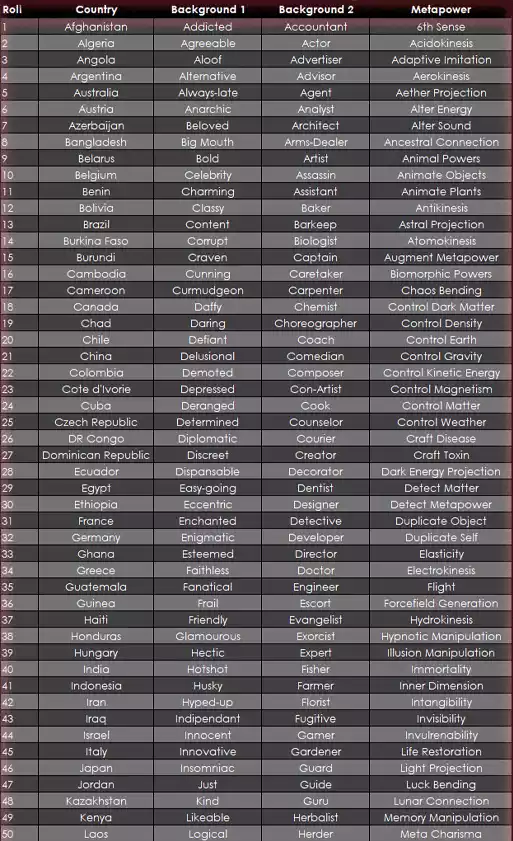 Roll Country Background 1 Background 2 Metapower
1 Afghanistan Addicted Accountant 6th Sense
2 Algeria Agreeable Actor Acidokinesis
3 Angola Aloof Advertiser Adaptive Imitation
4 Argentina Alternative Advisor Aerokinesis
5 Australia Always-late Agent Aether Projection
6 Austria Anarchic Analyst Alter Energy
7 Azerbaijan Beloved Architect Alter Sound
8 Bangladesh Big Mouth Arms-Dealer Ancestral Connection
9 Belarus Bold Artist Animal Powers
10 Belgium Celebrity Assassin Animate Objects
11 Benin Charming Assistant Animate Plants
12 Bolivia Classy Baker Antikinesis
13 Brazil Content Barkeep Astral Projection
14 Burkina Faso Corrupt Biologist Atomokinesis
15 Burundi Craven Captain Augment Metapower
16 Cambodia Cunning Caretaker Biomorphic Powers
17 Cameroon Curmudgeon Carpenter Chaos Bending
18 Canada Daffy Chemist Control Dark Matter
19 Chad Daring Choreographer Control Density
20 Chile Defiant Coach Control Earth
21 China Delusional Comedian Control Gravity
22 Colombia Demoted Composer Control Kinetic Energy
23 Cote d'Ivorie Depressed Con-Artist Control Magnetism
24 Cuba Deranged Cook Control Matter
25 Czech Republic Determined Counselor Control Weather
26 DR Congo Diplomatic Courier Craft Disease
27 Dominican Republic Discreet Creator Craft Toxin
28 Ecuador Dispansable Decorator Dark Energy Projection
29 Egypt Easy-going Dentist Detect Matter
30 Ethiopia Eccentric Designer Detect Metapower
31 France Enchanted Detective Duplicate Object
32 Germany Enigmatic Developer Duplicate Self
33 Ghana Esteemed Director Elasticity
34 Greece Faithless Doctor Electrokinesis
35 Guatemala Fanatical Engineer Flight
36 Guinea Frail Escort Forcefield Generation
37 Haiti Friendly Evangelist Hydrokinesis
38 Honduras Glamourous Exorcist Hypnotic Manipulation
39 Hungary Hectic Expert Illusion Manipulation
40 India Hotshot Fisher Immortality
41 Indonesia Husky Farmer Inner Dimension
42 Iran Hyped-up Florist Intangibility
43 Iraq Indipendant Fugitive Invisibility
44 Israel Innocent Gamer Invulrenability
45 Italy Innovative Gardener Life Restoration
46 Japan Insomniac Guard Light Projection
47 Jordan Just Guide Luck Bending
48 Kazakhstan Kind Guru Lunar Connection
49 Kenya Likeable Herbalist Memory Manipulation
50 Laos Logical Herder Meta Charisma